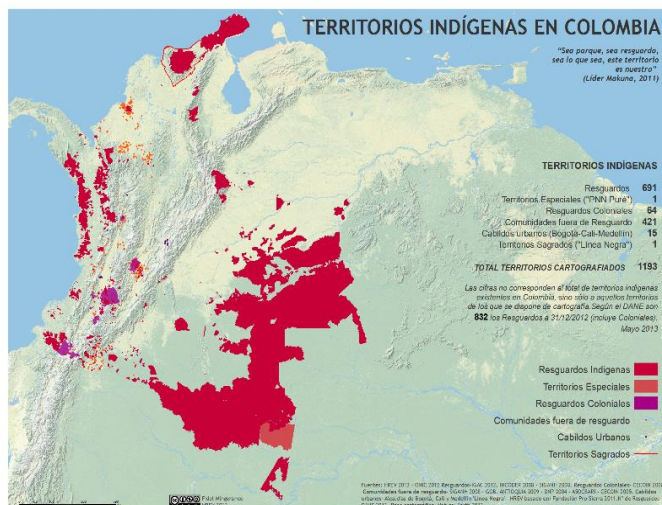 TERRITORIOS INDÍGENAS EN COLOMBIA
"Sea parque, sea resguardo,
sea lo que sea, este territorio
es nuestro"
(Líder Makuna, 2011)
TERRITORIOS INDÍGENAS
Resguardos 691
Territorios Especiales ("PNN Puré") 1
Resguardos Coloniales 64
Comunidades fuera de Resguardo 421
Cabildos Urbanos (Bogotá-Cali-Medellín) 15
Territorios Sagrados ("Línea Negra") 1
TOTAL TERRITORIOS CARTOGRAFIADOS 1193
Las cifras no corresponden al total de territorios indígenas
existentes en Colombia, sino sólo a aquellos territorios
de los que se dispone de cartografía. Según el DANE son
832 los Resguardos a 31/12/2012 (incluye Coloniales).
Mayo 2013
Resguardos Indígenas
Territorios Especiales
Resguardos Coloniales
Comunidades fuera de resguardo
Cabildos Urbanos
Territorios Sagrados
Fidel Mingorance